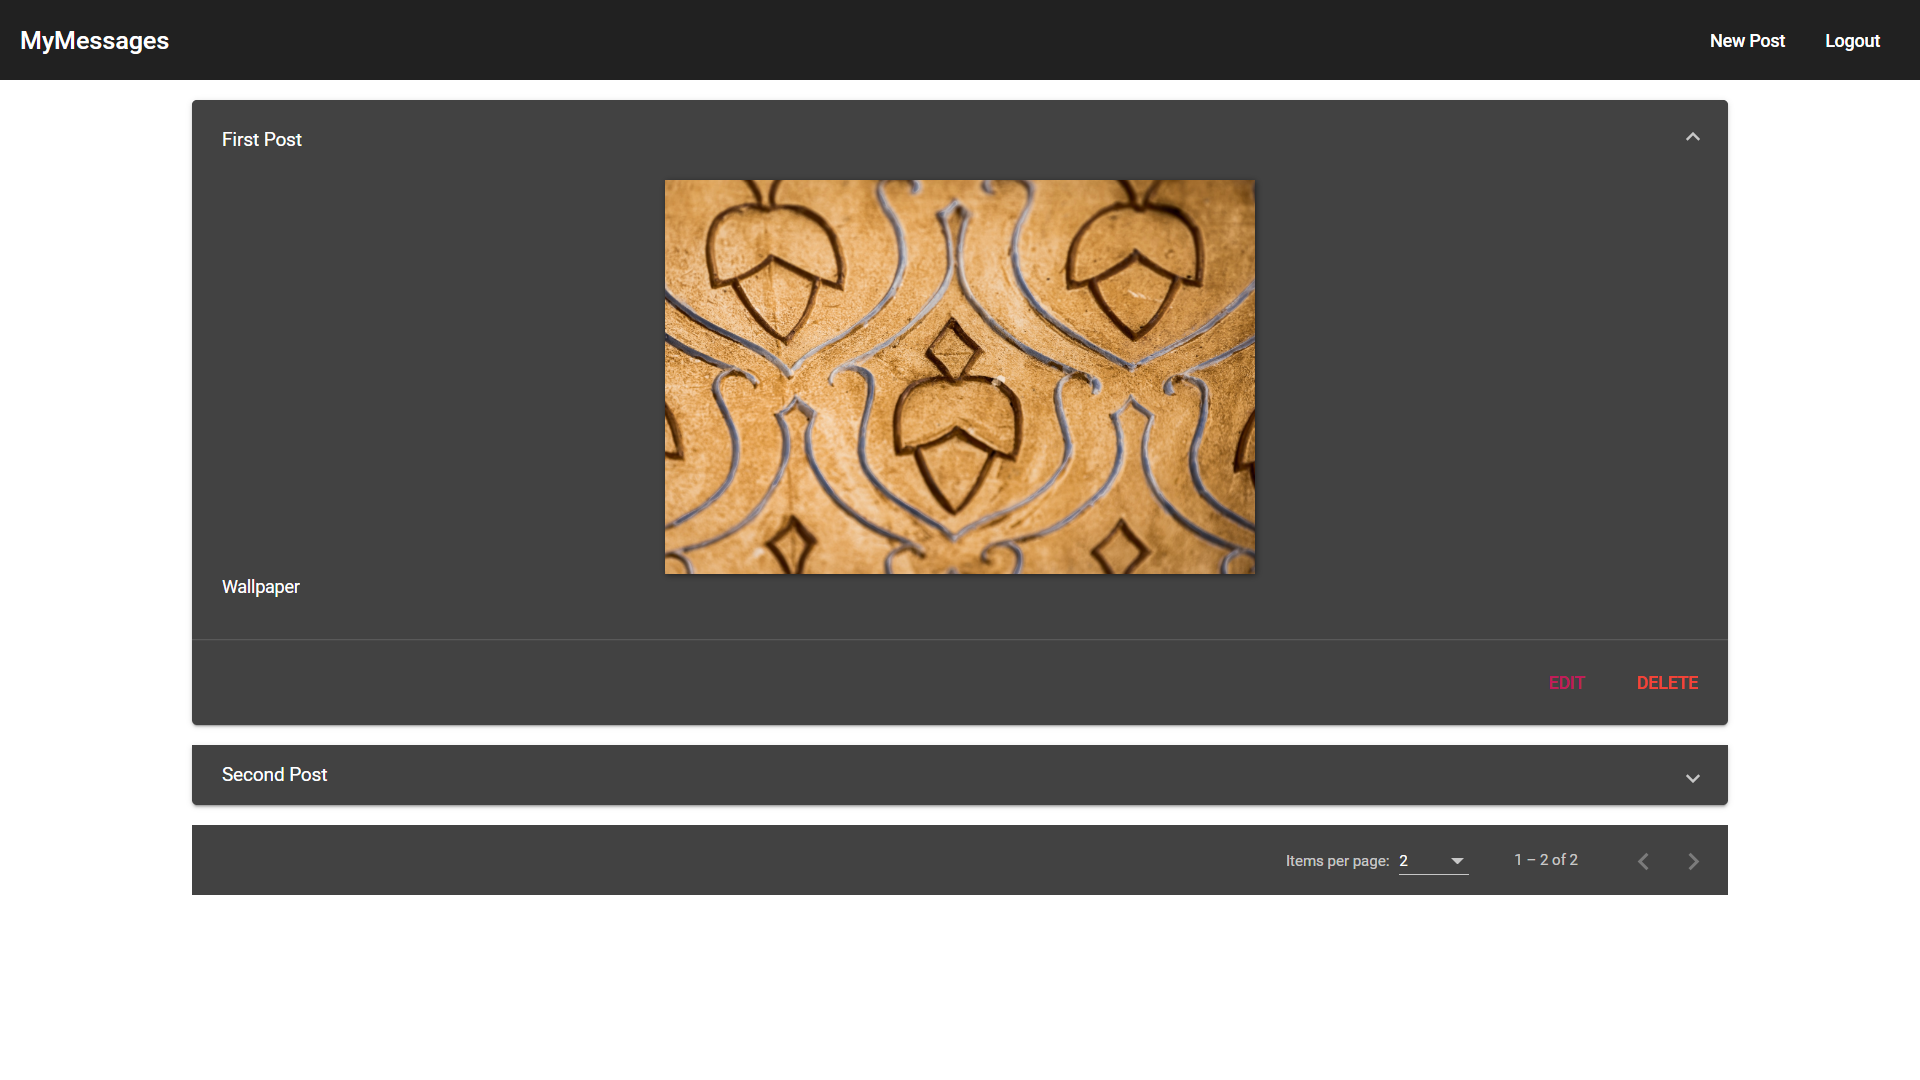 MyMessages
New Post
Logout
First Post
Wallpaper
EDIT
DELETE
Second Post
Items per page: 2
1 – 2 of 2